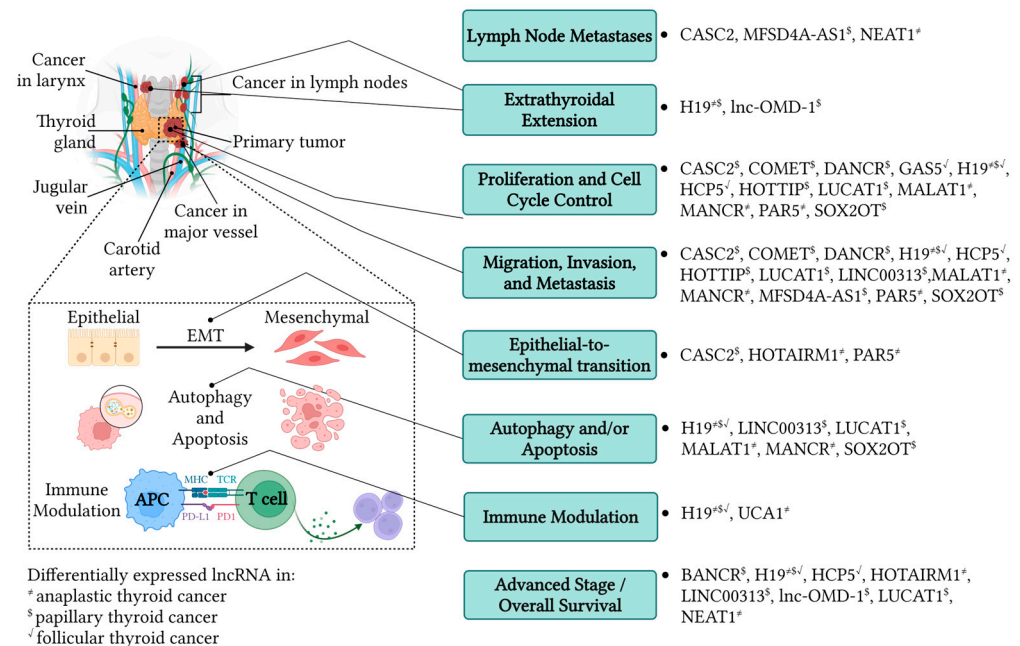 Cancer
in larynx
Cancer in lymph nodes
Thyroid
gland
Primary tumor
Jugular
vein
Cancer in
major vessel
Carotid
artery
Epithelial
Mesenchymal
EMT
Autophagy
and
Apoptosis
Immune
Modulation
MHC TCR
APC
T cell
PD-L1 PD1
Differentially expressed lncRNA in:
≠ anaplastic thyroid cancer
$ papillary thyroid cancer
√ follicular thyroid cancer
Lymph Node Metastases
• CASC2, MFSD4A-AS1$, NEAT1≠
Extrathyroidal
Extension
• H19≠$, lnc-OMD-1$
Proliferation and Cell
Cycle Control
• CASC2$, COMET$, DANCR$, GAS5√, H19≠$√,
HCP5√, HOTTIP$, LUCAT1$, MALAT1≠,
MANCR≠, PAR5≠, SOX2OT$
Migration, Invasion,
and Metastasis
• CASC2$, COMET$, DANCR$, H19≠$√, HCP5√,
HOTTIP$, LUCAT1$, LINC00313$,MALAT1≠,
MANCR≠, MFSD4A-AS1$, PAR5≠, SOX2OT$
Epithelial-to-
mesenchymal transition
• CASC2$, HOTAIRM1≠, PAR5≠
Autophagy and/or
Apoptosis
• H19≠$√, LINC00313$, LUCAT1$,
MALAT1≠, MANCR≠, SOX2OT$
Immune Modulation
• H19≠$√, UCA1≠
Advanced Stage /
Overall Survival
• BANCR$, H19≠$√, HCP5√, HOTAIRM1≠,
LINC00313$, lnc-OMD-1$, LUCAT1$,
NEAT1≠